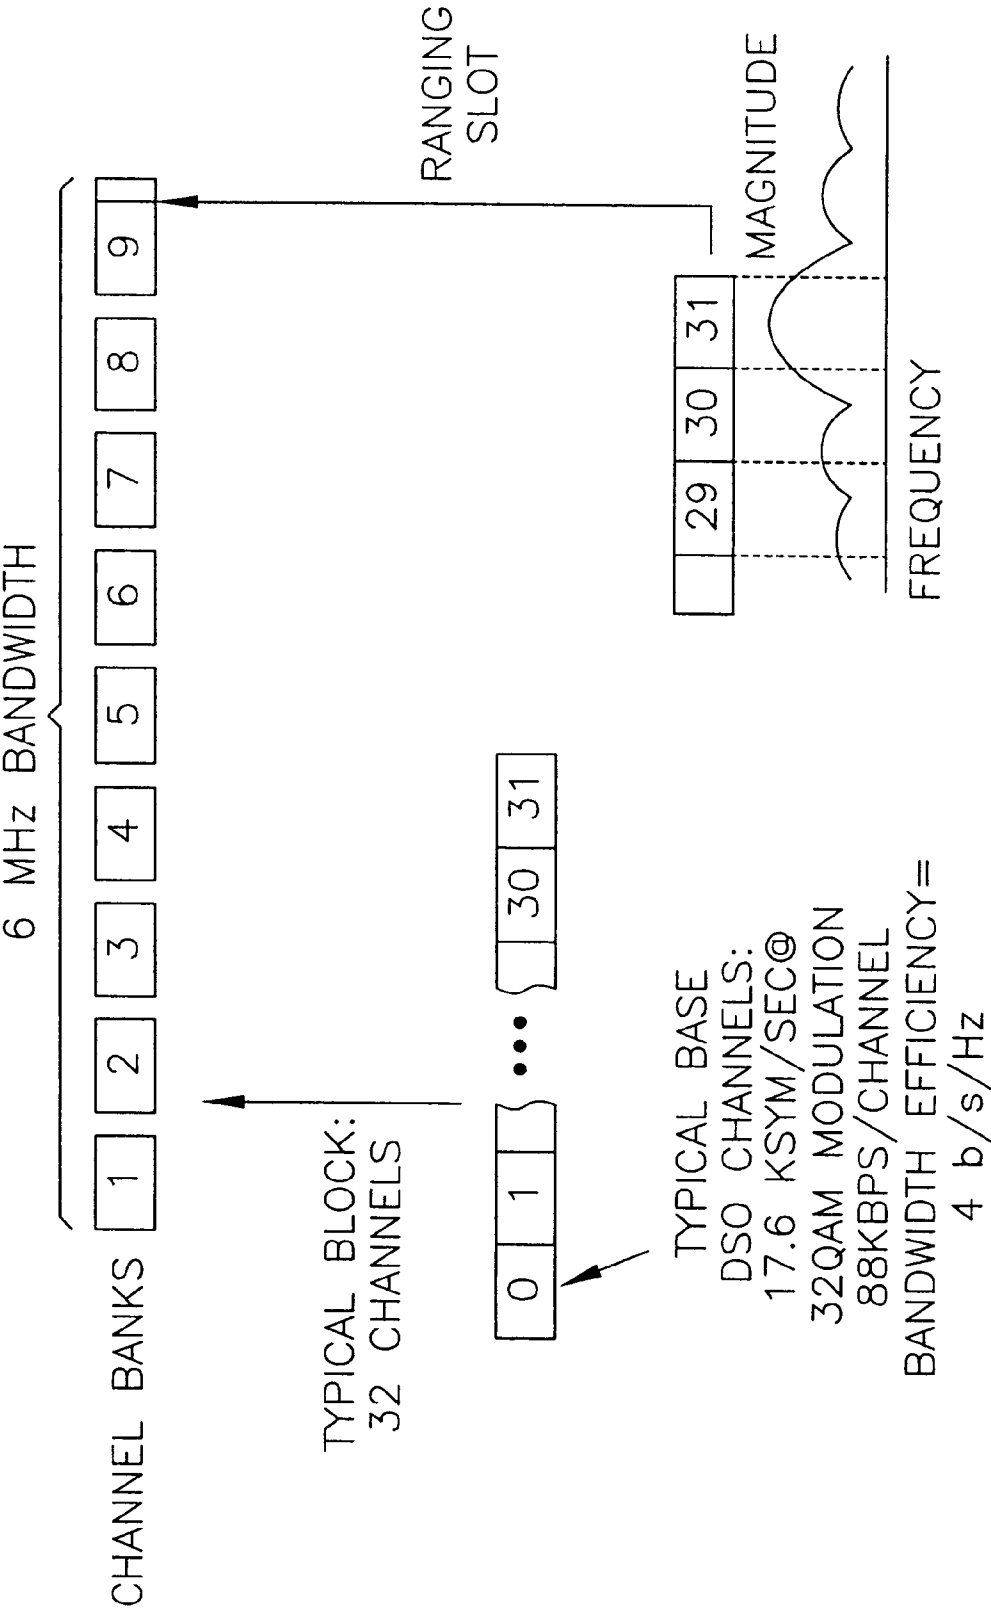 6 MHz BANDWIDTH
CHANNEL BANKS 1 2 3 4 5 6 7 8 9
TYPICAL BLOCK:
32 CHANNELS
RANGING
SLOT
0 1 ••• 30 31
29 30 31
TYPICAL BASE
DSO CHANNELS:
17.6 KSYM/SEC@
32QAM MODULATION
88KBPS/CHANNEL
BANDWIDTH EFFICIENCY=
4 b/s/Hz
MAGNITUDE
FREQUENCY